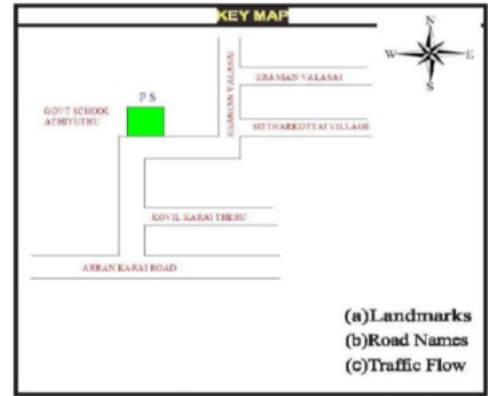 KEY MAP
N
W
E
S
ERANIAN VALASAI
ERANIAN VALASAI
P S
GOVT SCHOOL
ATHIYUTHU
SITTHARKOTTAI VILLAGE
KOVIL KARAI THERU
ARRAN KARAI ROAD
(a)Landmarks
(b)Road Names
(c)Traffic Flow